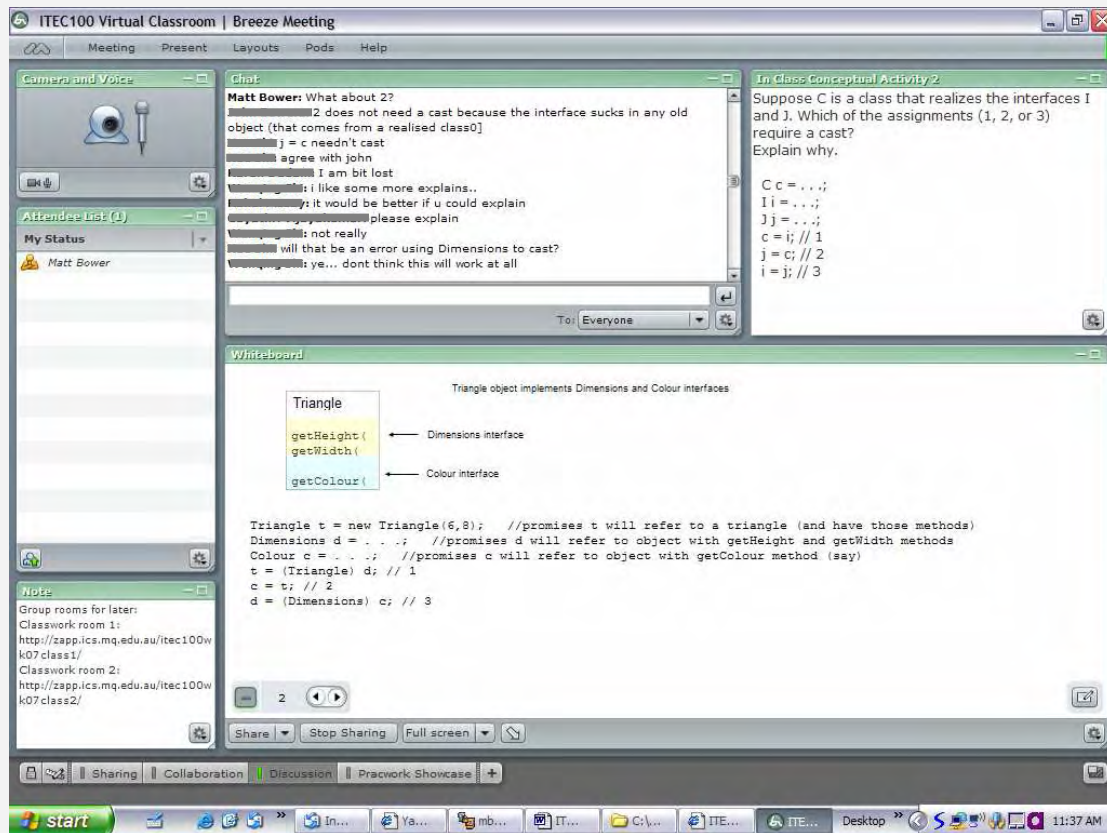 ITEC100 Virtual Classroom | Breeze Meeting
Meeting Present Layouts Pods Help
Camera and Voice
Attendee List (1)
My Status
Matt Bower
Note
Group rooms for later:
Classwork room 1:
http://zapp.ics.mq.edu.au/itec100w
k07class1/
Classwork room 2:
http://zapp.ics.mq.edu.au/itec100w
k07class2/
Chat
Matt Bower: What about 2?
2 does not need a cast because the interface sucks in any old
object (that comes from a realised class0]
j = c needn't cast
agree with john
I am bit lost
: i like some more explains..
: it would be better if u could explain
please explain
: not really
will that be an error using Dimensions to cast?
: ye... dont think this will work at all
To: Everyone
In Class Conceptual Activity 2
Suppose C is a class that realizes the interfaces I
and J. Which of the assignments (1, 2, or 3)
require a cast?
Explain why.
C c = . . .;
I i = . . .;
J j = . . .;
c = i; // 1
j = c; // 2
i = j; // 3
Whiteboard
Triangle object implements Dimensions and Colour interfaces
Triangle
getHeight(
Dimensions interface
getWidth(
getColour(
Colour interface
Triangle t = new Triangle(6,8); //promises t will refer to a triangle (and have those methods)
Dimensions d = . . .; //promises d will refer to object with getHeight and getWidth methods
Colour c = . . .; //promises c will refer to object with getColour method (say)
t = (Triangle) d; // 1
c = t; // 2
d = (Dimensions) c; // 3
2
Share Stop Sharing Full screen
Sharing Collaboration Discussion Pracwork Showcase +
start In... Ya... mb... IT... C:\... ITE... ITE... Desktop 11:37 AM